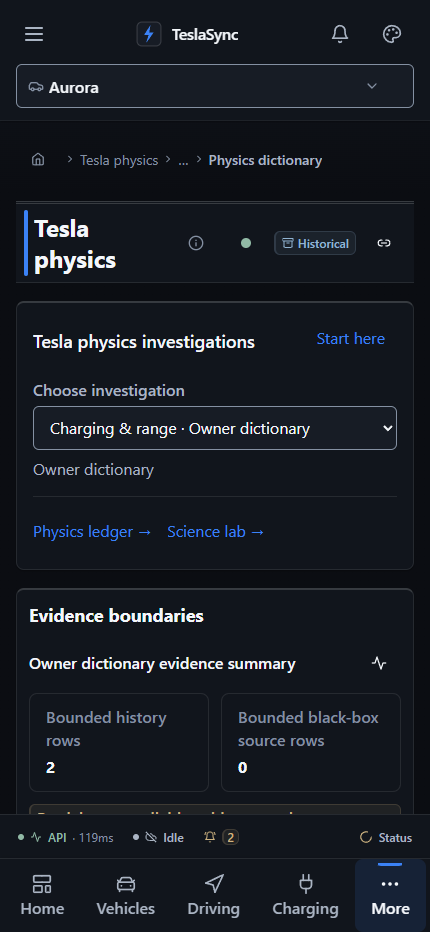 TeslaSync
Aurora
Tesla physics
...
Physics dictionary
Tesla
physics
Historical
Tesla physics investigations
Start here
Choose investigation
Charging & range · Owner dictionary
Owner dictionary
Physics ledger →
Science lab →
Evidence boundaries
Owner dictionary evidence summary
Bounded history
rows
2
Bounded black-box
source rows
0
API · 119ms
Idle
2
Status
Home
Vehicles
Driving
Charging
More